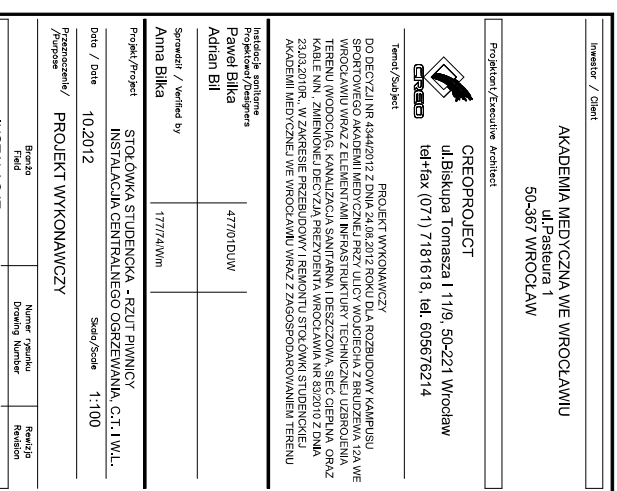 Inwestor / Client
AKADEMIA MEDYCZNA WE WROCŁAWIU
ul.Pasteura 1
50-367 WROCŁAW
Projektant/Executive Architect
CREO
CREOPROJECT
ul.Biskupa Tomasza I 11/9, 50-221 Wrocław
tel+fax (071) 7181618, tel. 605676214
Temat/Subject
PROJEKT WYKONAWCZY
DO DECYZJI NR 4344/2012 Z DNIA 24.08.2012 ROKU DLA ROZBUDOWY KAMPUSU
SPORTOWEGO AKADEMII MEDYCZNEJ PRZY ULICY WOJCIECHA Z BRUDZEWA 12A WE
WROCŁAWIU WRAZ Z ELEMENTAMI INFRASTRUKTURY TECHNICZNEJ UZBROJENIA
TERENU (WODOCIĄG, KANALIZACJA SANITARNA I DESZCZOWA, SIEĆ CIEPLNA ORAZ
KABLE NN , ZMIENIONEJ DECYZJĄ PREZYDENTA WROCŁAWIA NR 83/2010 Z DNIA
23.03.2010R., W ZAKRESIE PRZEBUDOWY I REMONTU STOŁÓWKI STUDENCKIEJ
AKADEMII MEDYCZNEJ WE WROCŁAWIU WRAZ Z ZAGOSPODAROWANIEM TERENU
Instalacje sanitarne
Projektował/Designers
Paweł Bilka 477/01DUW
Adrian Bil
Sprawdził / Verified by
Anna Bilka 177/74/Wm
Projekt/Project
STOŁÓWKA STUDENCKA - RZUT PIWNICY
INSTALACJA CENTRALNEGO OGRZEWANIA, C.T. I W.L.
Data / Date 10.2012 Skala/Scale 1:100
Przeznaczenie/
/Purpose PROJEKT WYKONAWCZY
Branża Numer rysunku Rewizja
Field Drawing Number Revision